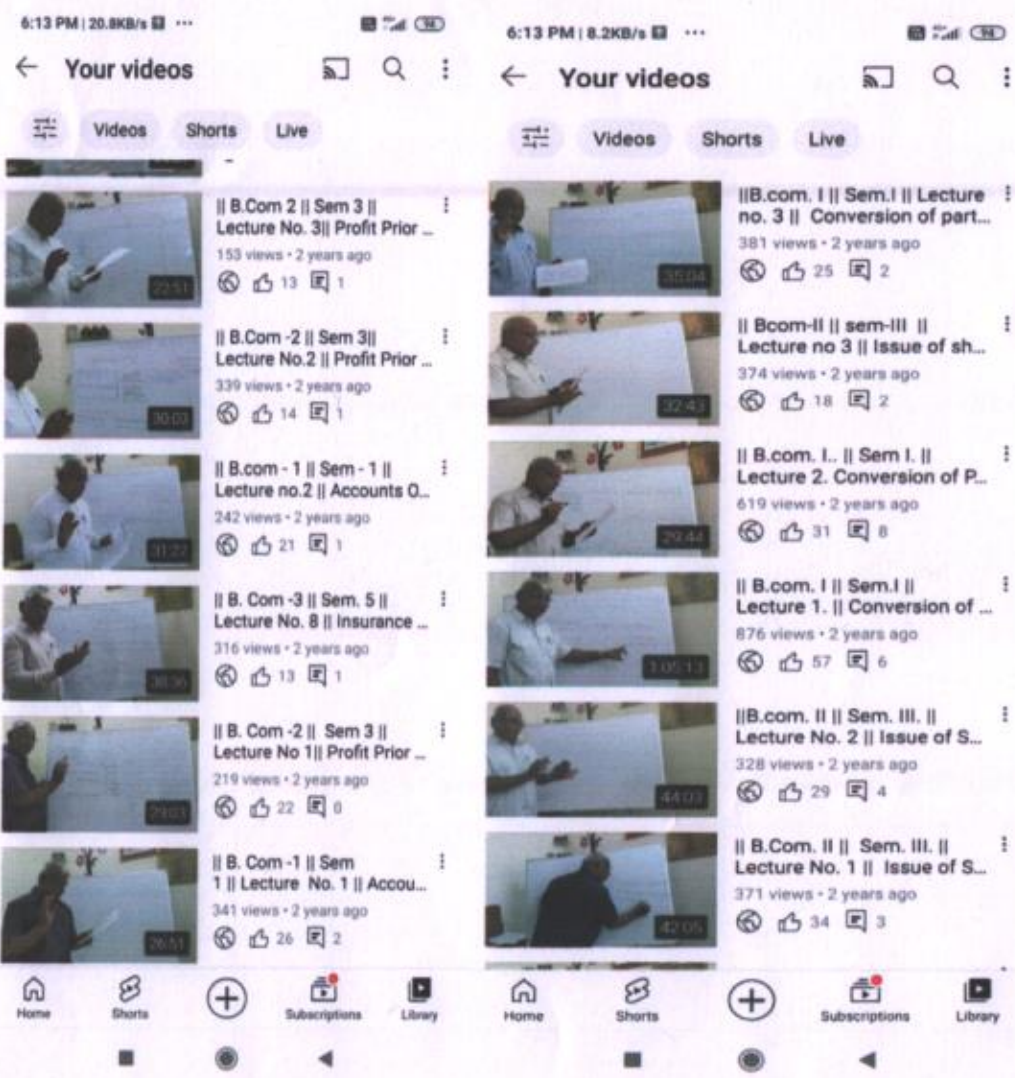 6:13 PM | 20.8KB/s
Your videos
Videos Shorts Live
|| B.Com 2 || Sem 3 ||
Lecture No. 3|| Profit Prior ...
153 views • 2 years ago
13 1
22:51
|| B.Com -2 || Sem 3||
Lecture No.2 || Profit Prior ...
339 views • 2 years ago
14 1
30:03
|| B.com - 1 || Sem - 1 ||
Lecture no.2 || Accounts O...
242 views • 2 years ago
21 1
31:27
|| B. Com -3 || Sem. 5 ||
Lecture No. 8 || Insurance ...
316 views • 2 years ago
13 1
|| B. Com -2 || Sem 3 ||
Lecture No 1|| Profit Prior ...
219 views • 2 years ago
22 0
29:03
|| B. Com -1 || Sem
1 || Lecture No. 1 || Accou...
341 views • 2 years ago
26 2
26:51
Home Shorts Subscriptions Library
6:13 PM | 8.2KB/s
Your videos
Videos Shorts Live
||B.com. I || Sem.I || Lecture
no. 3 || Conversion of part...
381 views • 2 years ago
25 2
35:04
|| Bcom-II || sem-III ||
Lecture no 3 || Issue of sh...
374 views • 2 years ago
18 2
32:43
|| B.com. I.. || Sem I. ||
Lecture 2. Conversion of P...
619 views • 2 years ago
31 8
29:44
|| B.com. I || Sem.I ||
Lecture 1. || Conversion of ...
876 views • 2 years ago
57 6
1:05:13
||B.com. II || Sem. III. ||
Lecture No. 2 || Issue of S...
328 views • 2 years ago
29 4
44:03
|| B.Com. II || Sem. III. ||
Lecture No. 1 || Issue of S...
371 views • 2 years ago
34 3
42:05
Home Shorts Subscriptions Library